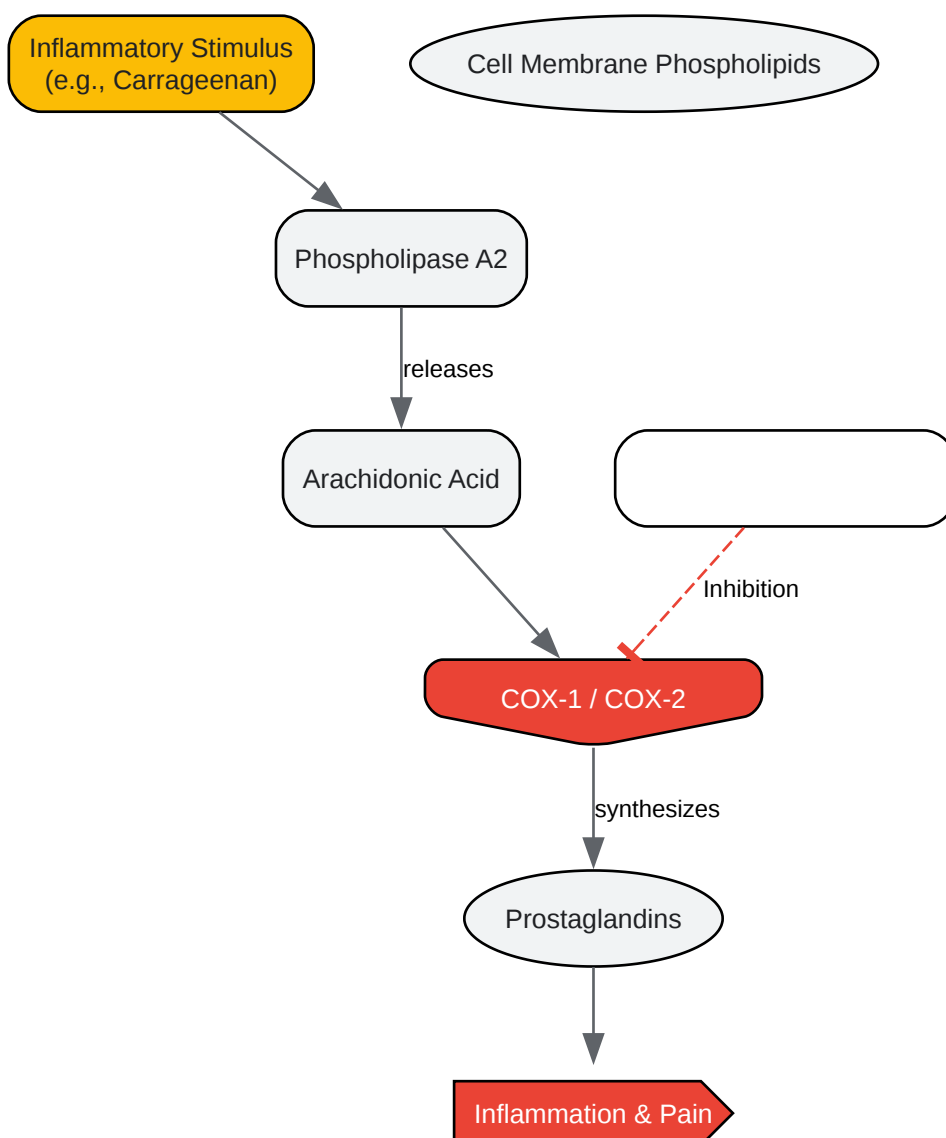 Inflammatory Stimulus
(e.g., Carrageenan)
Cell Membrane Phospholipids
Phospholipase A2
releases
Arachidonic Acid
Inhibition
COX-1 / COX-2
synthesizes
Prostaglandins
Inflammation & Pain